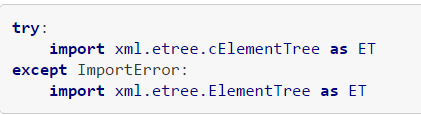 try:
    import xml.etree.cElementTree as ET
except ImportError:
    import xml.etree.ElementTree as ET